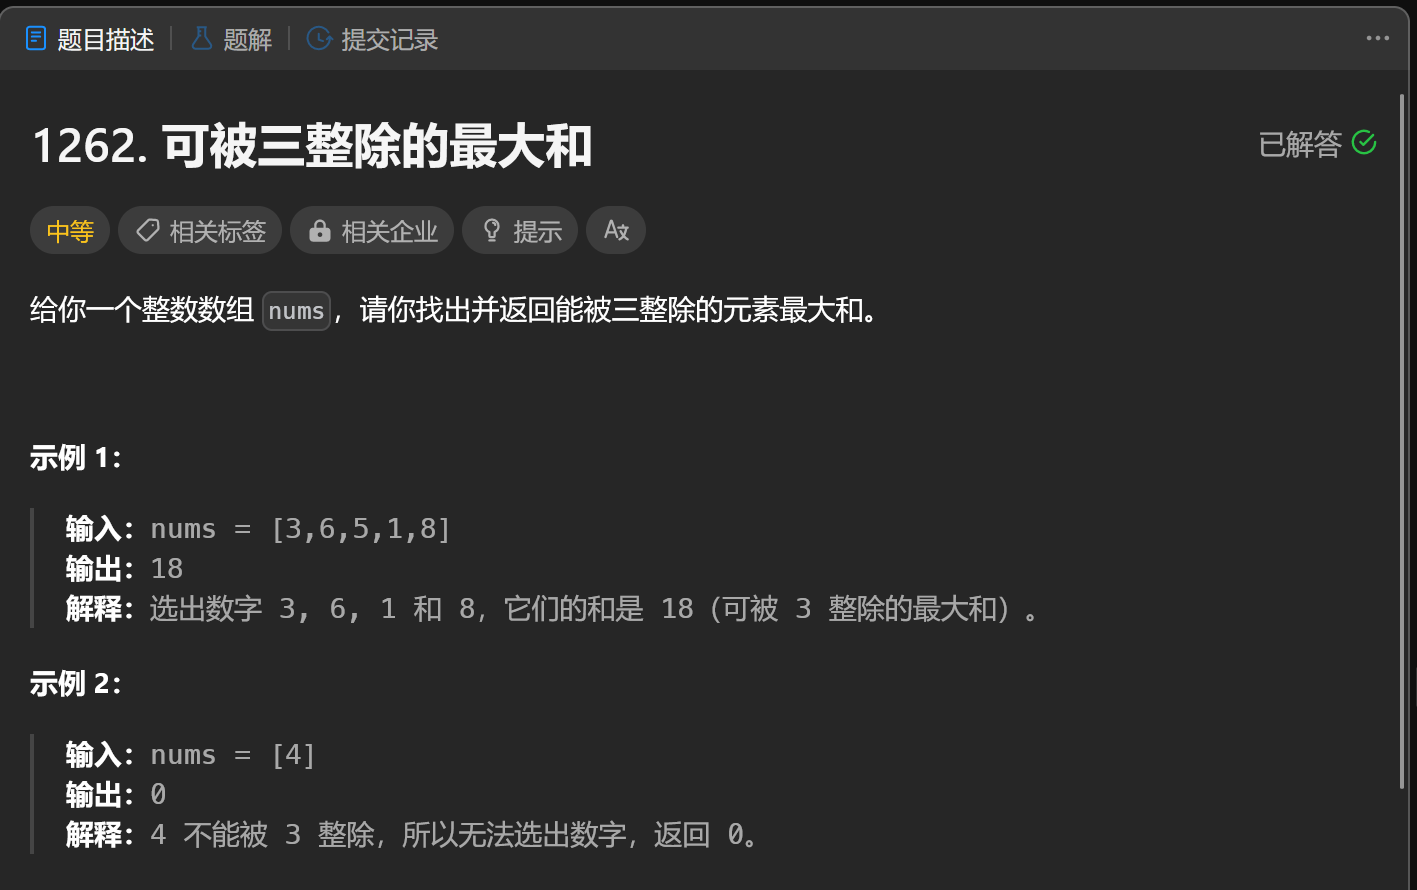 题目描述 题解 提交记录
1262. 可被三整除的最大和 已解答
中等 相关标签 相关企业 提示
给你一个整数数组 nums，请你找出并返回能被三整除的元素最大和。
示例 1：
输入：nums = [3,6,5,1,8]
输出：18
解释：选出数字 3, 6, 1 和 8，它们的和是 18（可被 3 整除的最大和）。
示例 2：
输入：nums = [4]
输出：0
解释：4 不能被 3 整除，所以无法选出数字，返回 0。